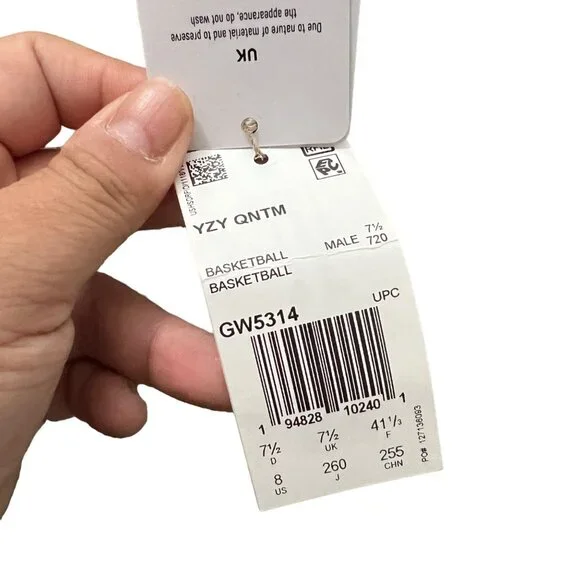 UK
Due to nature of material and to preserve
the appearance, do not wash
YZY QNTM
MALE 7½
720
BASKETBALL
BASKETBALL
UPC
GW5314
1 94828 10240 1
7½ D
7½ UK
41 1/3 F
8 US
260 J
255 CHN
PO# 127136093